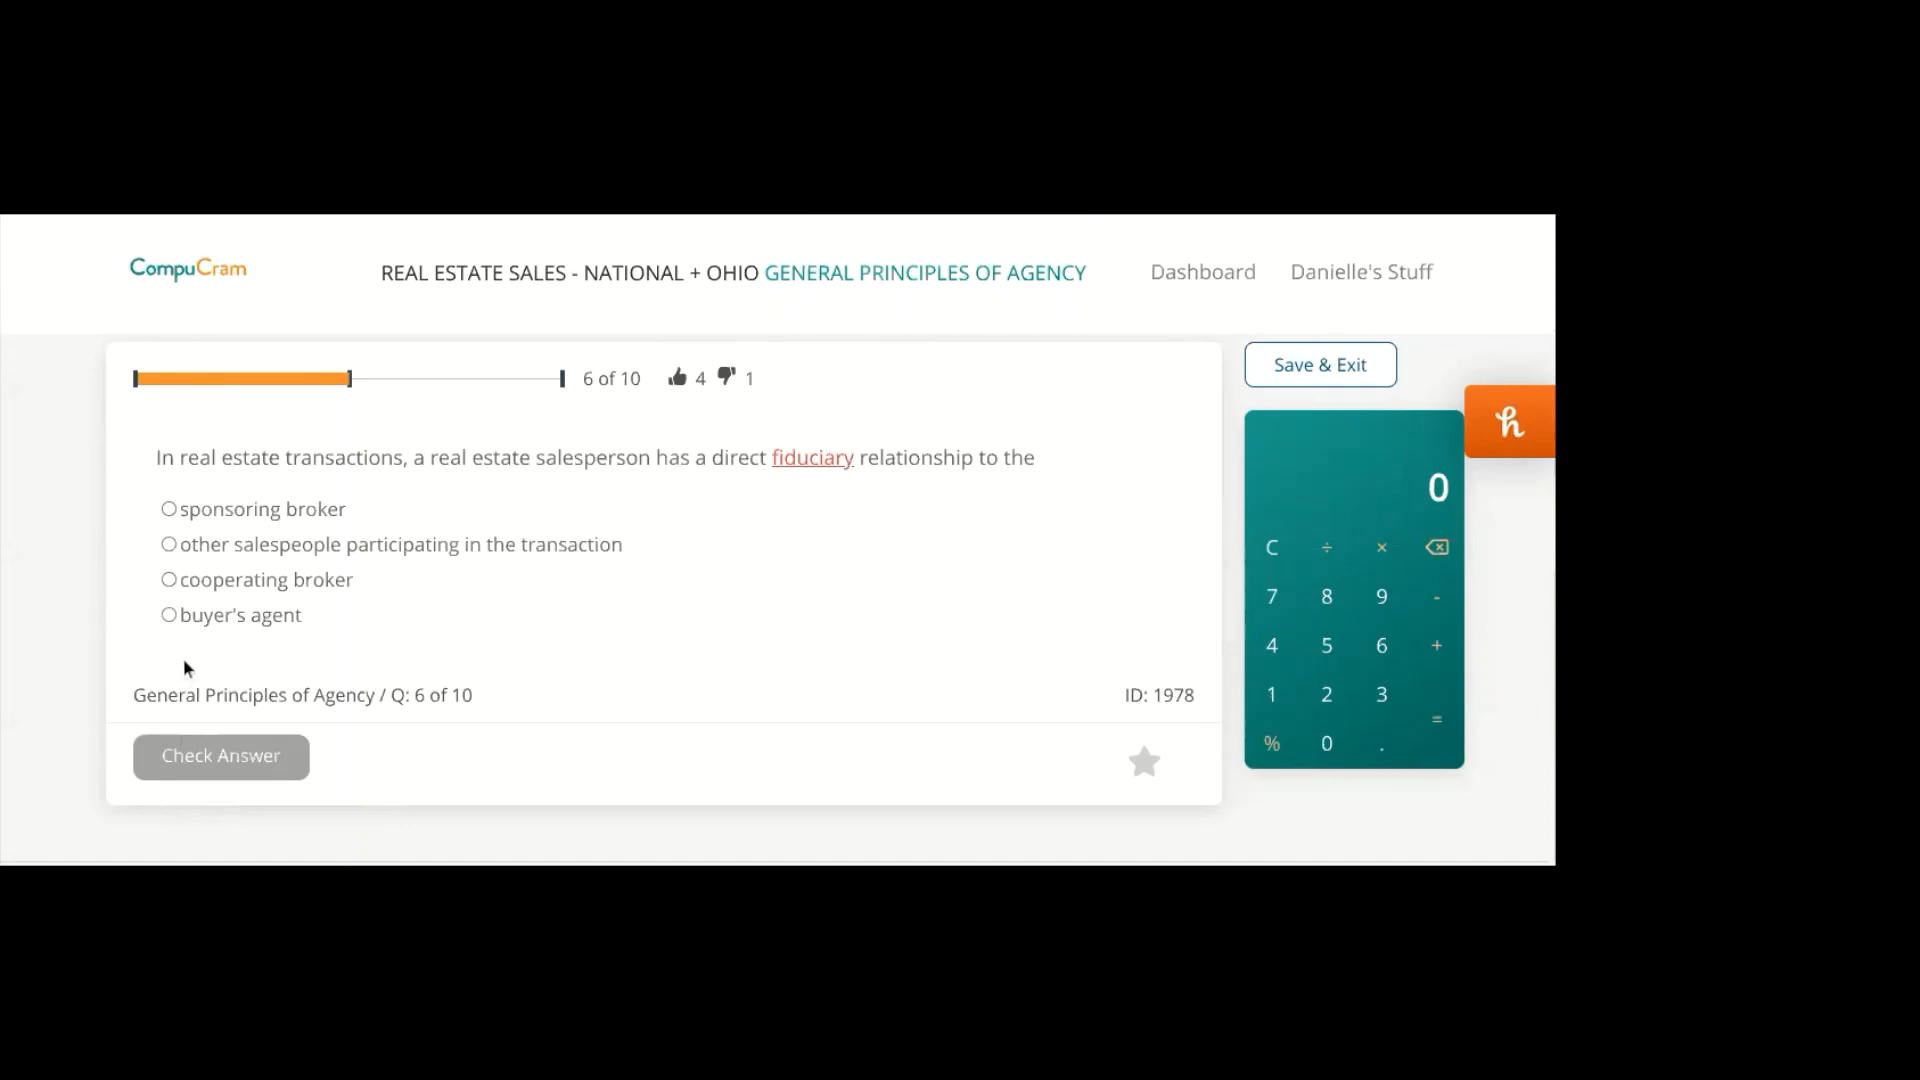 CompuCram
REAL ESTATE SALES - NATIONAL + OHIO GENERAL PRINCIPLES OF AGENCY
Dashboard
Danielle's Stuff
6 of 10
4
1
Save & Exit
In real estate transactions, a real estate salesperson has a direct fiduciary relationship to the
sponsoring broker
other salespeople participating in the transaction
cooperating broker
buyer's agent
General Principles of Agency / Q: 6 of 10
ID: 1978
Check Answer
h
0
C ÷ ×
7 8 9 -
4 5 6 +
1 2 3
=
% 0 .